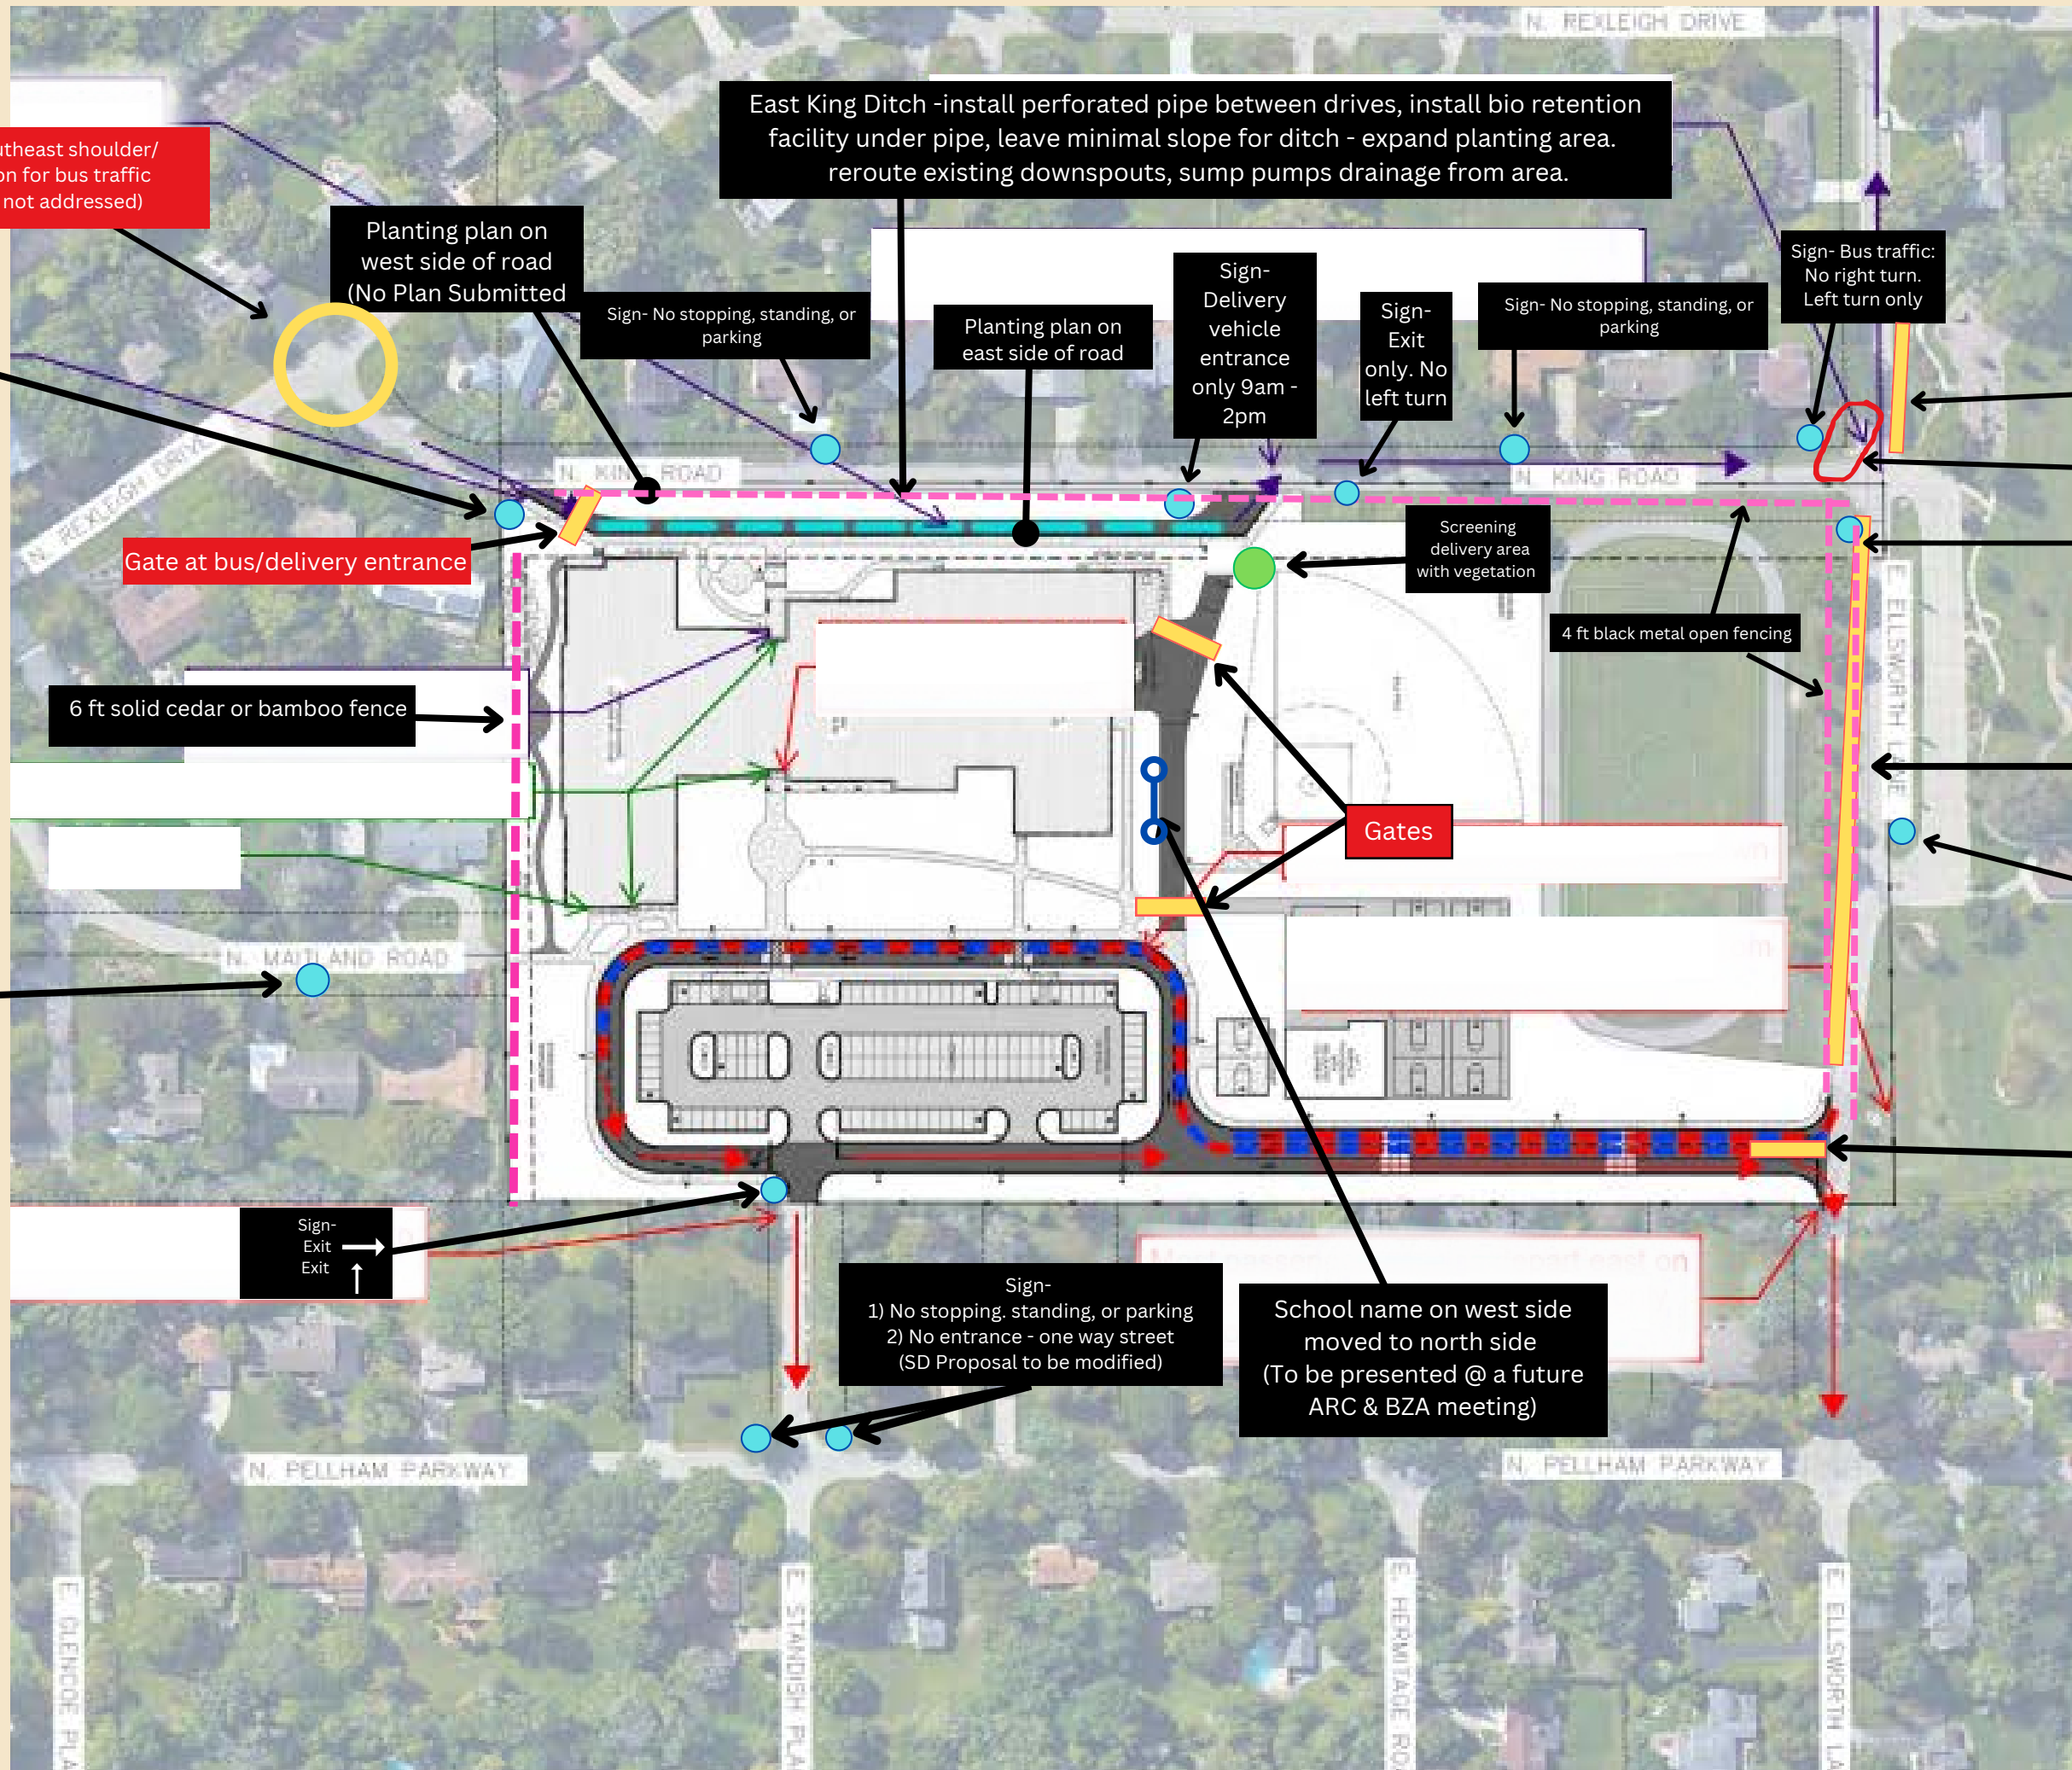 N. REXLEIGH DRIVE
East King Ditch -install perforated pipe between drives, install bio retention
facility under pipe, leave minimal slope for ditch - expand planting area.
reroute existing downspouts, sump pumps drainage from area.
utheast shoulder/
on for bus traffic
not addressed)
Planting plan on
west side of road
(No Plan Submitted
Sign- No stopping, standing, or
parking
Planting plan on
east side of road
Sign-
Delivery
vehicle
entrance
only 9am -
2pm
Sign-
Exit
only. No
left turn
Sign- No stopping, standing, or
parking
Sign- Bus traffic:
No right turn.
Left turn only
N. KING ROAD
N. KING ROAD
N. REXLEIGH DRIVE
Gate at bus/delivery entrance
Screening
delivery area
with vegetation
4 ft black metal open fencing
E. ELLSWORTH LANE
6 ft solid cedar or bamboo fence
Gates
N. MAITLAND ROAD
Sign-
Exit
Exit
east on
Sign-
1) No stopping. standing, or parking
2) No entrance - one way street
(SD Proposal to be modified)
School name on west side
moved to north side
(To be presented @ a future
ARC & BZA meeting)
N. PELLHAM PARKWAY
N. PELLHAM PARKWAY
E. GLENCOE PLA
E. STANDISH PLA
E. HERMITAGE RO
E. ELLSWORTH LA